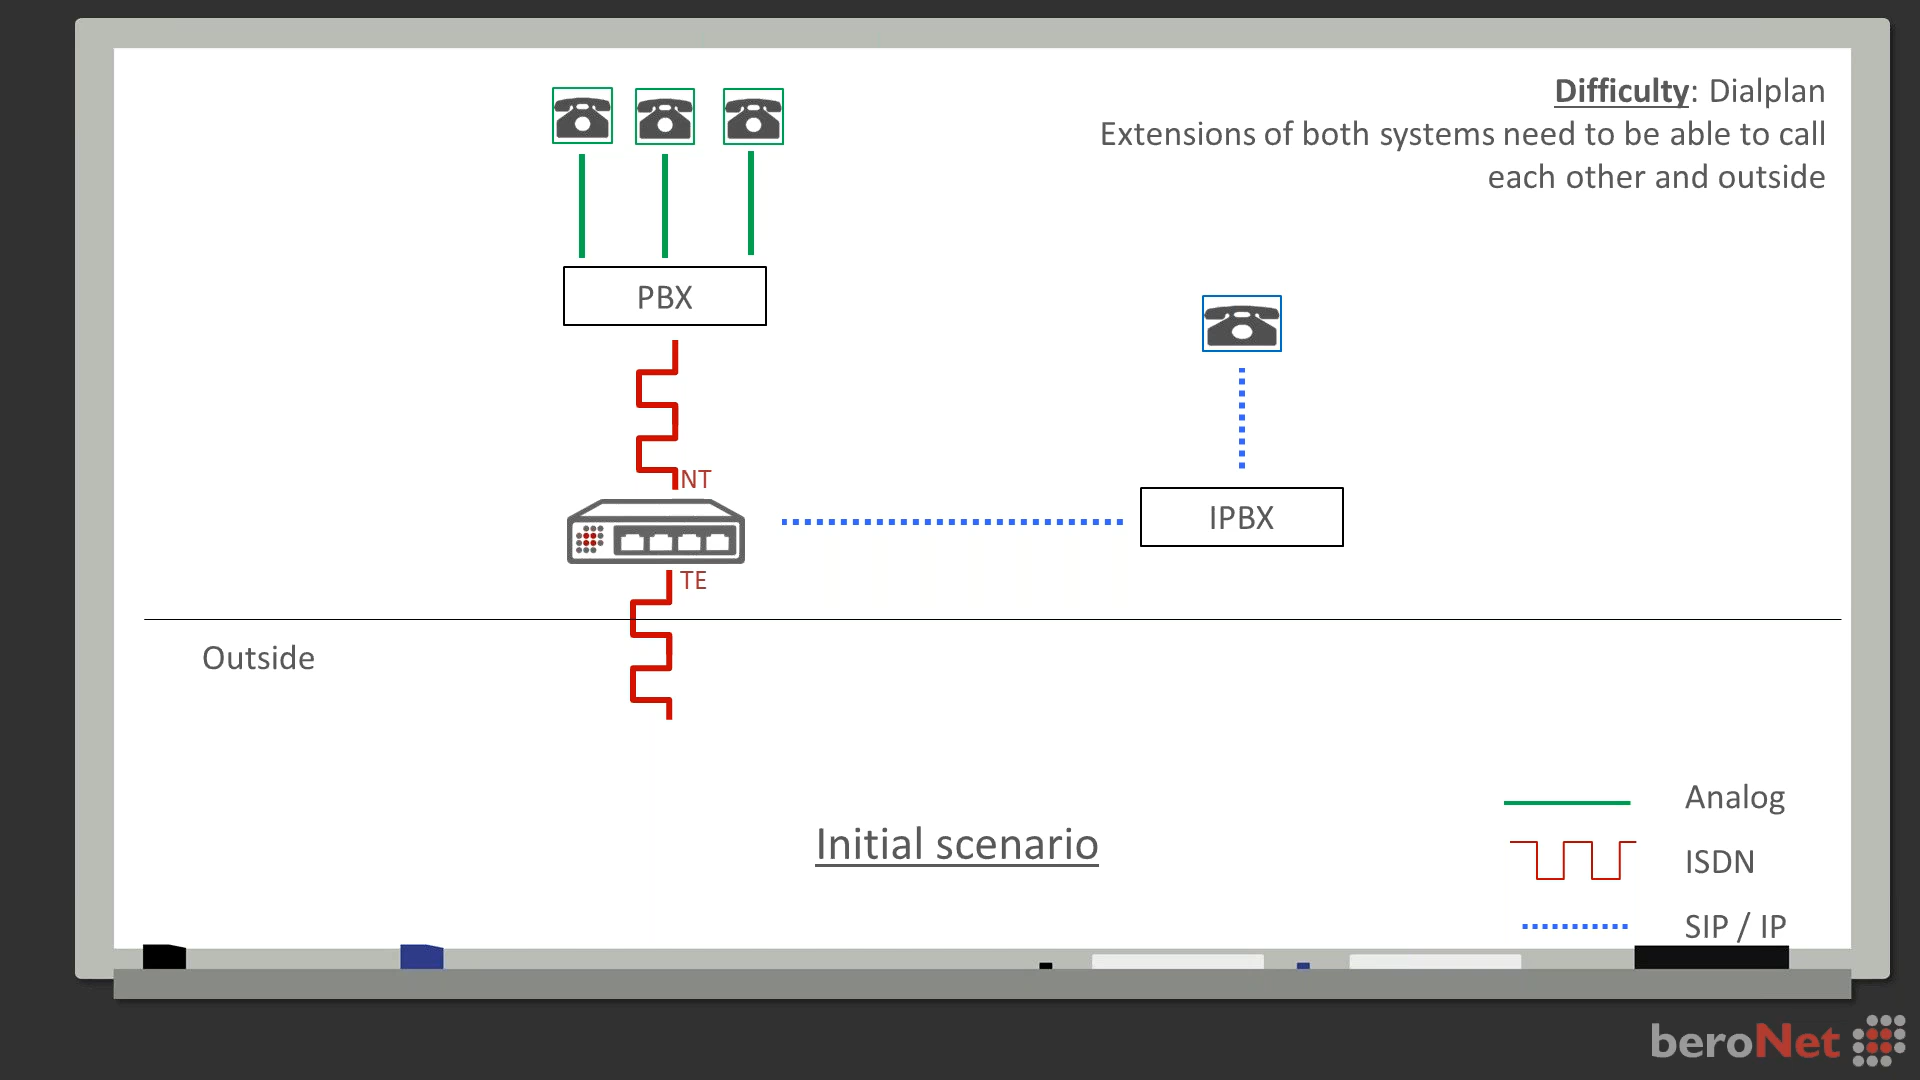 Difficulty: Dialplan
Extensions of both systems need to be able to call
each other and outside
PBX
NT
IPBX
TE
Outside
Initial scenario
Analog
ISDN
SIP / IP
beroNet